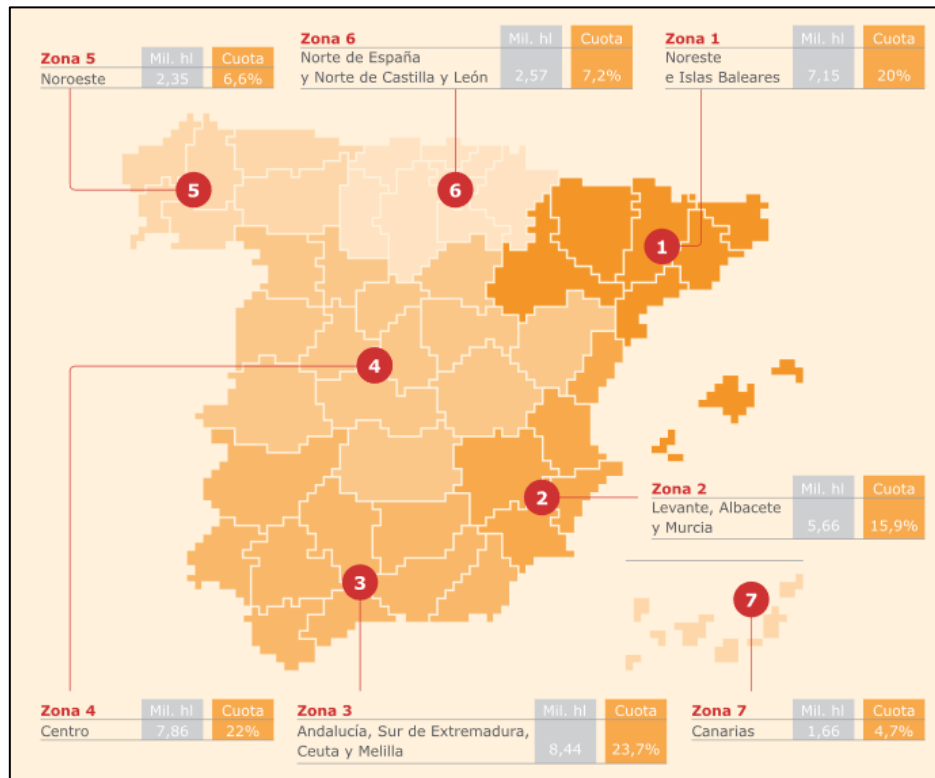 Zona 5 Mil. hl Cuota
Noroeste 2,35 6,6%
Zona 6 Mil. hl Cuota
Norte de España
y Norte de Castilla y León 2,57 7,2%
Zona 1 Mil. hl Cuota
Noreste
e Islas Baleares 7,15 20%
5
6
1
4
Zona 2 Mil. hl Cuota
Levante, Albacete
y Murcia 5,66 15,9%
2
3
7
Zona 4 Mil. hl Cuota
Centro 7,86 22%
Zona 3 Mil. hl Cuota
Andalucía, Sur de Extremadura,
Ceuta y Melilla 8,44 23,7%
Zona 7 Mil. hl Cuota
Canarias 1,66 4,7%